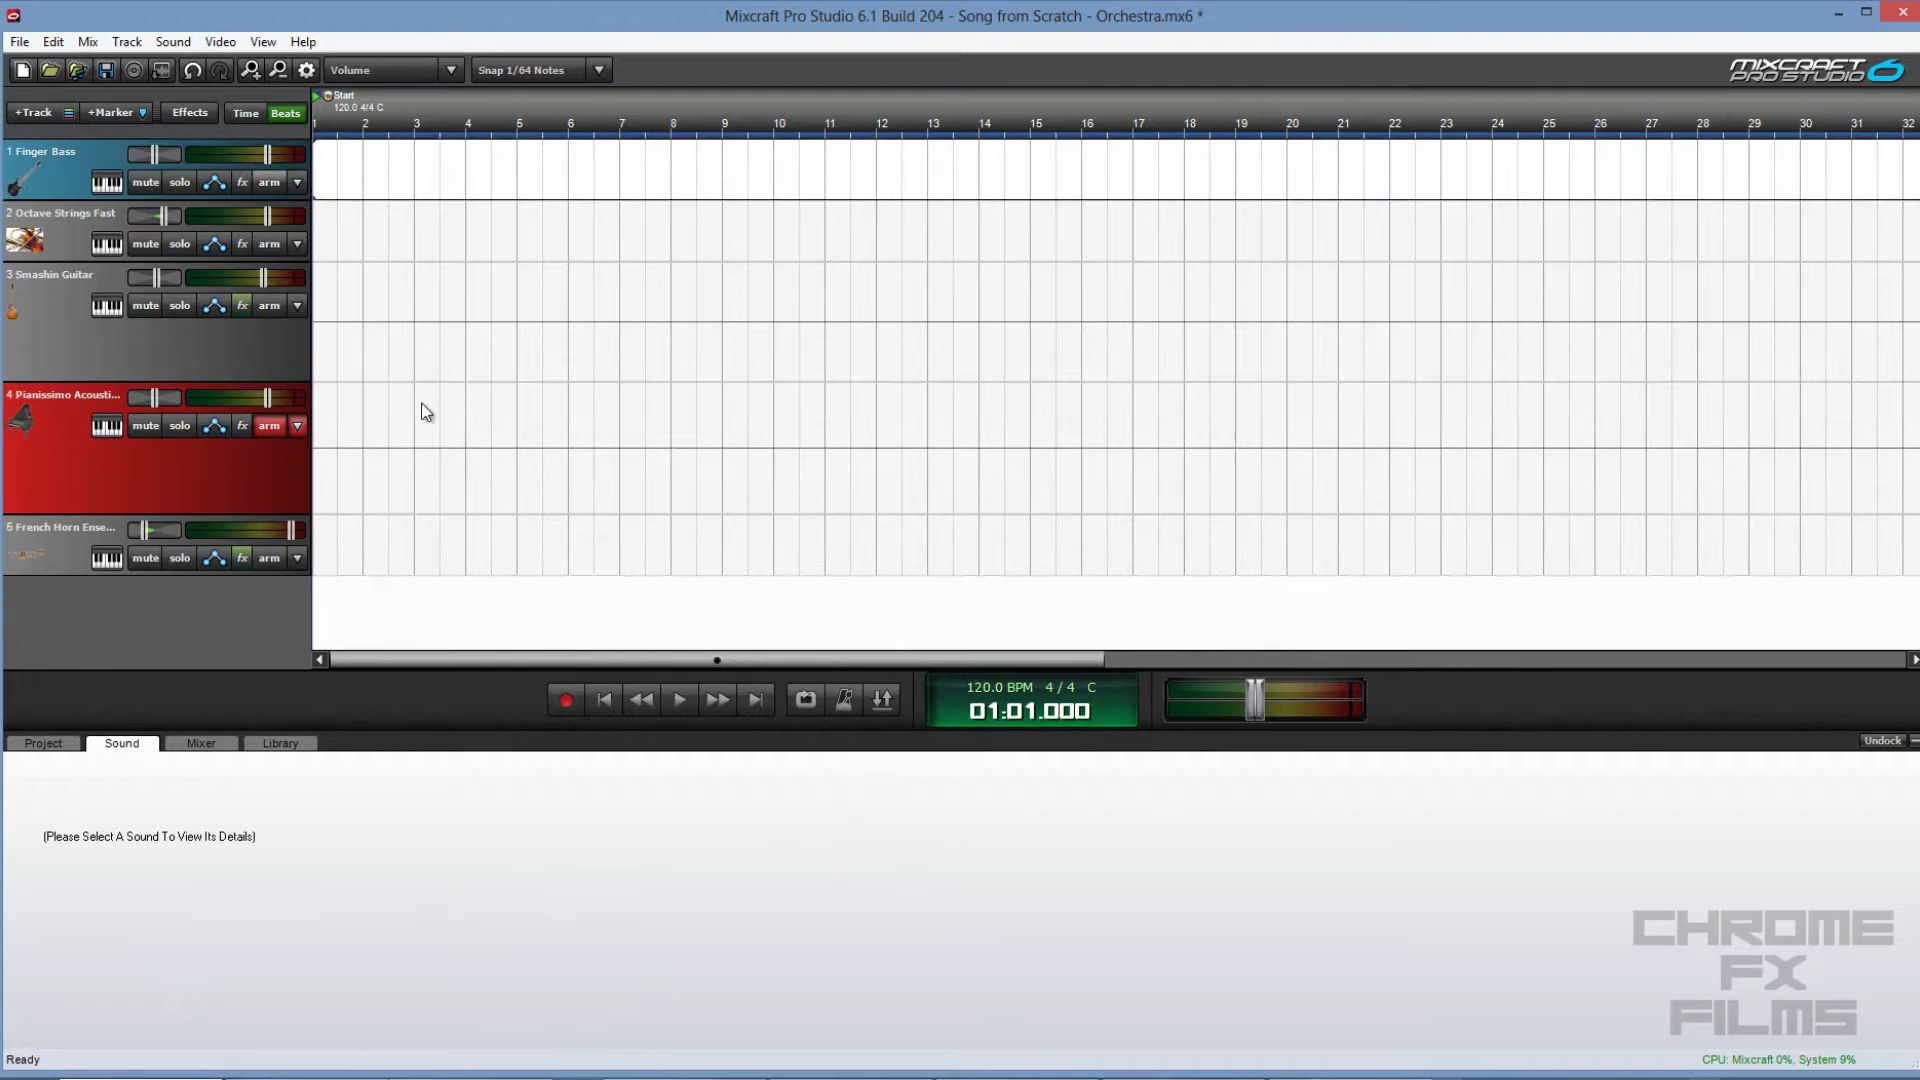 Mixcraft Pro Studio 6.1 Build 204 - Song from Scratch - Orchestra.mx6 *
File Edit Mix Track Sound Video View Help
Volume Snap 1/64 Notes
MIXCRAFT PRO STUDIO 6
+Track +Marker Effects Time Beats
Start
120.0 4/4 C
1 2 3 4 5 6 7 8 9 10 11 12 13 14 15 16 17 18 19 20 21 22 23 24 25 26 27 28 29 30 31 32
1 Finger Bass
mute solo fx arm
2 Octave Strings Fast
mute solo fx arm
3 Smashin Guitar
mute solo fx arm
4 Pianissimo Acousti...
mute solo fx arm
5 French Horn Ense...
mute solo fx arm
120.0 BPM 4 / 4 C
01:01.000
Project Sound Mixer Library
Undock
(Please Select A Sound To View Its Details)
CHROME
FX
FILMS
Ready
CPU: Mixcraft 0%, System 9%